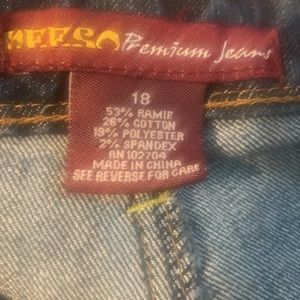 Premium Jeans
18
53% RAMIE
26% COTTON
19% POLYESTER
2% SPANDEX
RN 102704
MADE IN CHINA
SEE REVERSE FOR CARE